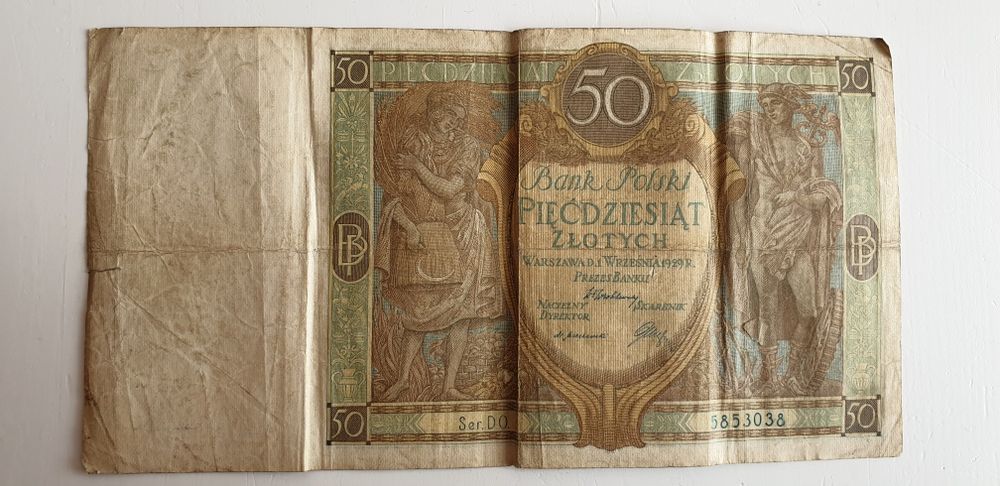 50 PIĘĆDZIESIĄT 50 ZŁOTYCH 50
Bank Polski
PIĘĆDZIESIĄT
ZŁOTYCH
WARSZAWA D. 1 WRZEŚNIA 1929 R.
PREZES BANKU
NACZELNY DYREKTOR
SKARBNIK
BP
BP
50 Ser. DO. 5853038 50